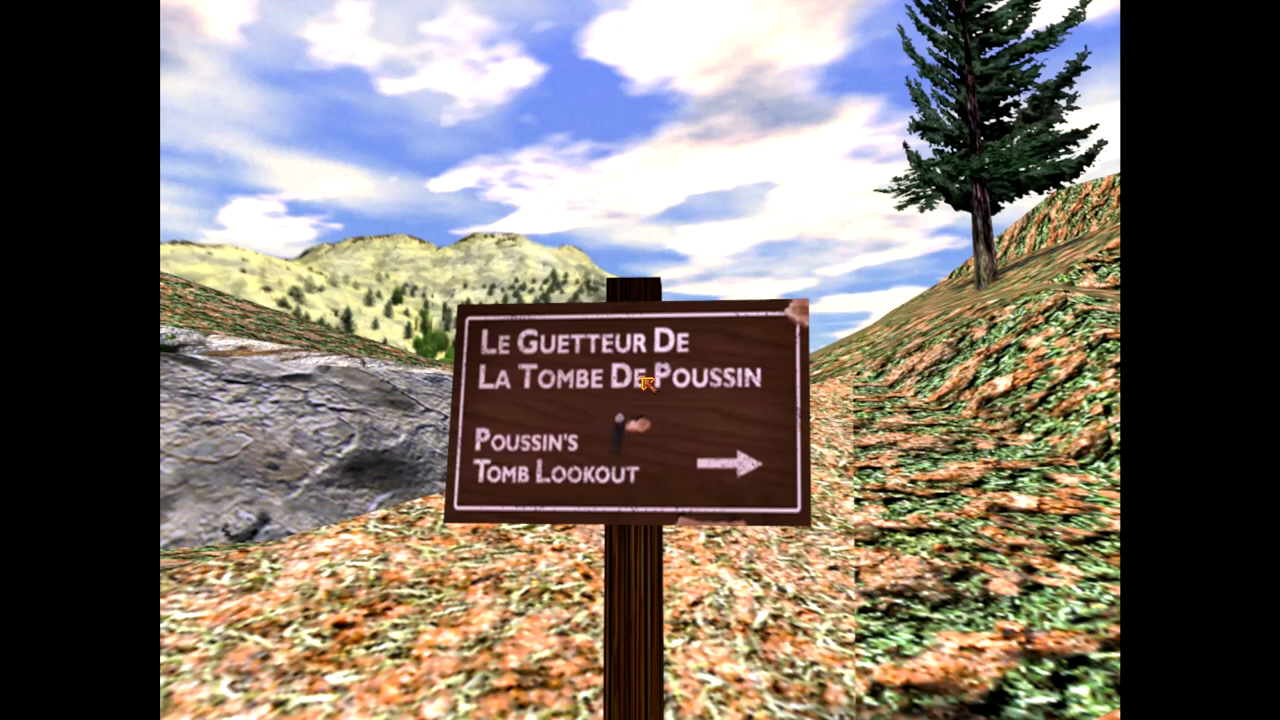 Le Guetteur De
La Tombe De Poussin
Poussin's
Tomb Lookout